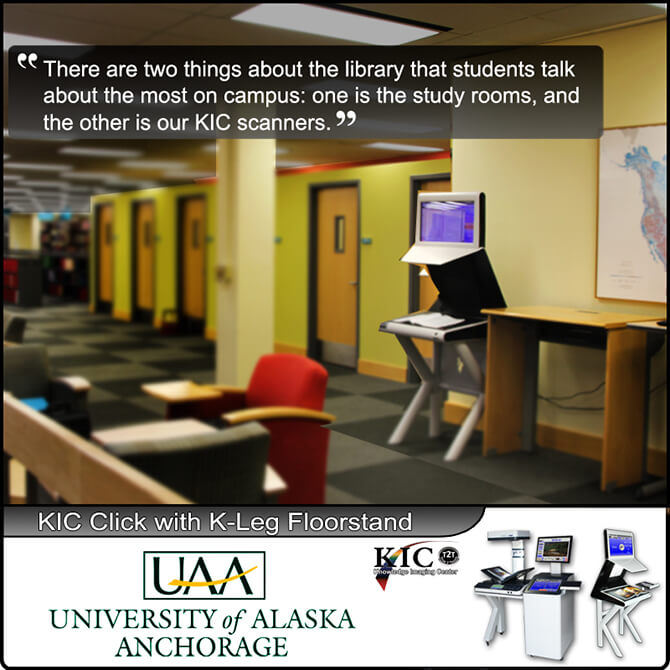 “ There are two things about the library that students talk
about the most on campus: one is the study rooms, and
the other is our KIC scanners. ”
KIC Click with K-Leg Floorstand
UAA
UNIVERSITY of ALASKA
ANCHORAGE
KIC T2T
Knowledge Imaging Center